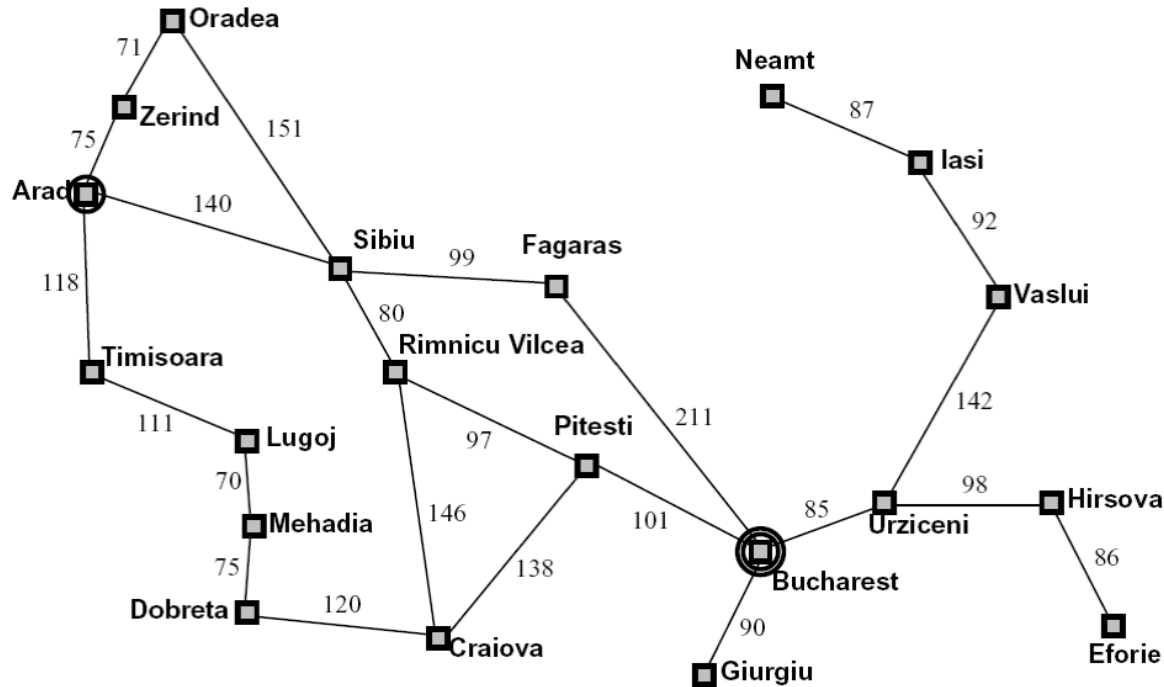 Oradea
71
Neamt
87
Zerind
151
75
Iasi
Arad
140
92
Sibiu
Fagaras
99
118
Vaslui
80
Timisoara
Rimnicu Vilcea
142
111
211
Lugoj
97
Pitesti
70
98
Hirsova
85
Mehadia
146
101
Urziceni
75
138
86
Bucharest
Dobreta
120
90
Craiova
Giurgiu
Eforie